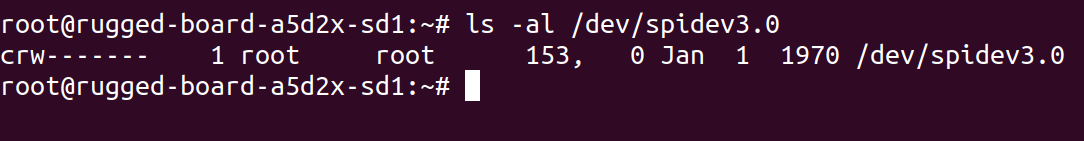 root@rugged-board-a5d2x-sd1:~# ls -al /dev/spidev3.0
crw-------    1 root     root      153,   0 Jan  1  1970 /dev/spidev3.0
root@rugged-board-a5d2x-sd1:~#